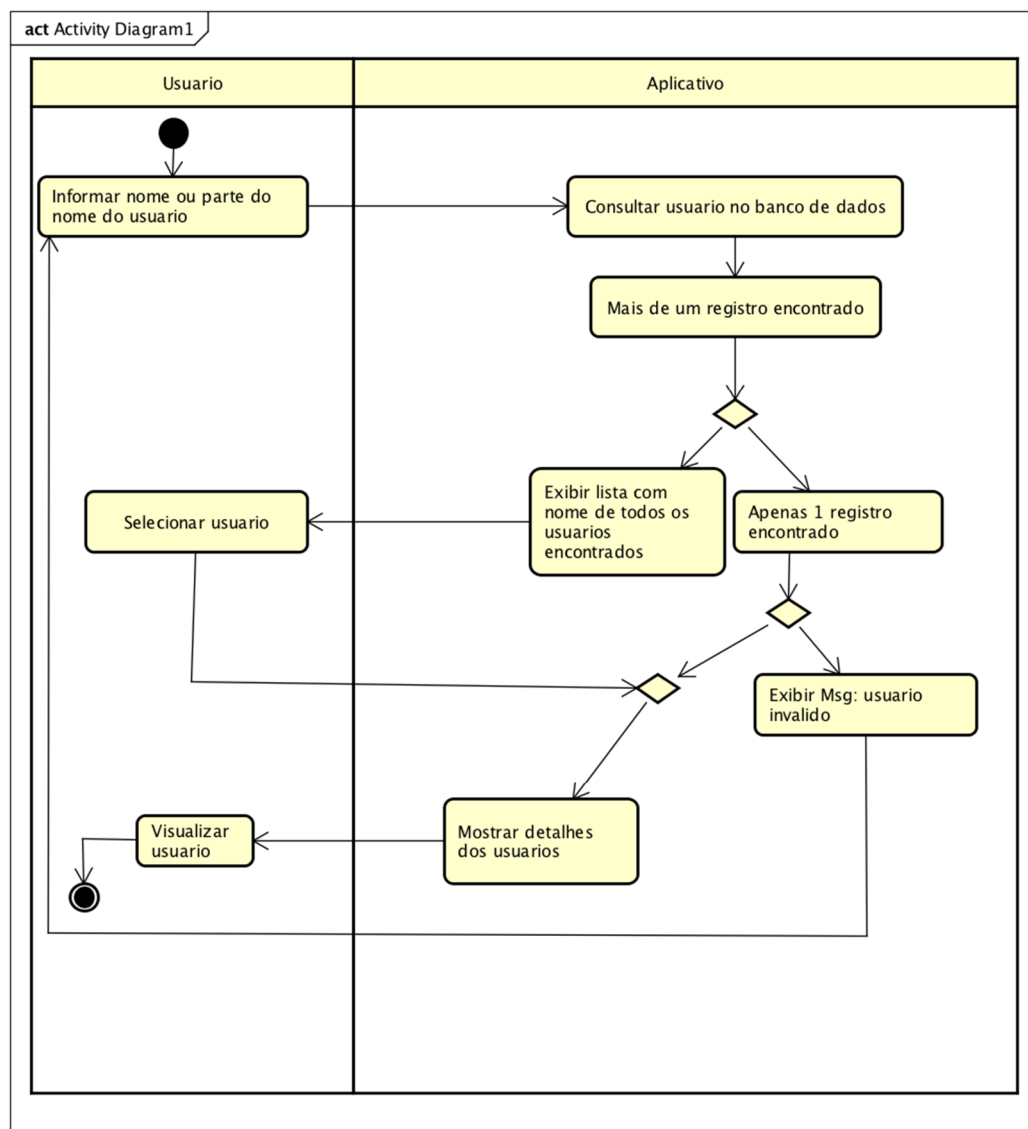 act Activity Diagram1
Usuario
Aplicativo
Informar nome ou parte do
nome do usuario
Consultar usuario no banco de dados
Mais de um registro encontrado
Exibir lista com
nome de todos os
usuarios
encontrados
Apenas 1 registro
encontrado
Selecionar usuario
Exibir Msg: usuario
invalido
Mostrar detalhes
dos usuarios
Visualizar
usuario